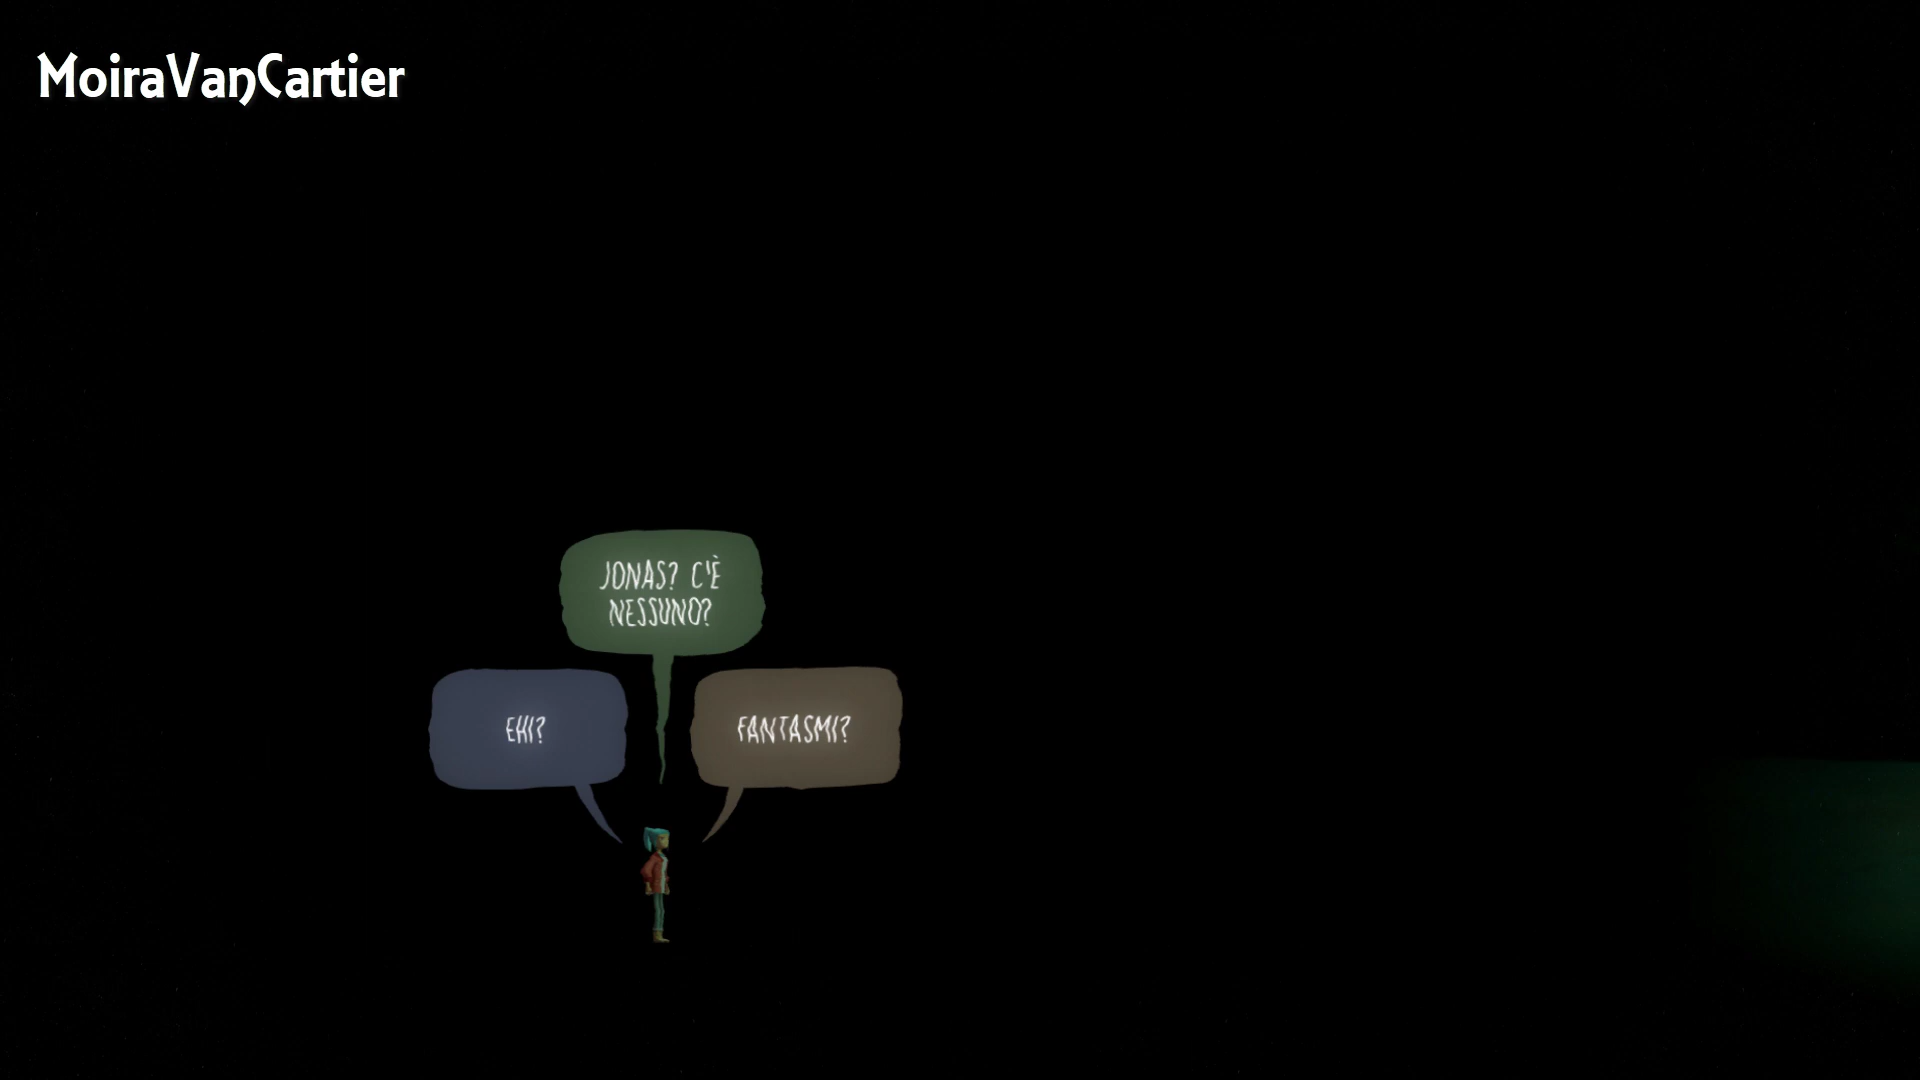 MoiraVanCartier
JONAS? C'È
NESSUNO?
EHI?
FANTASMI?